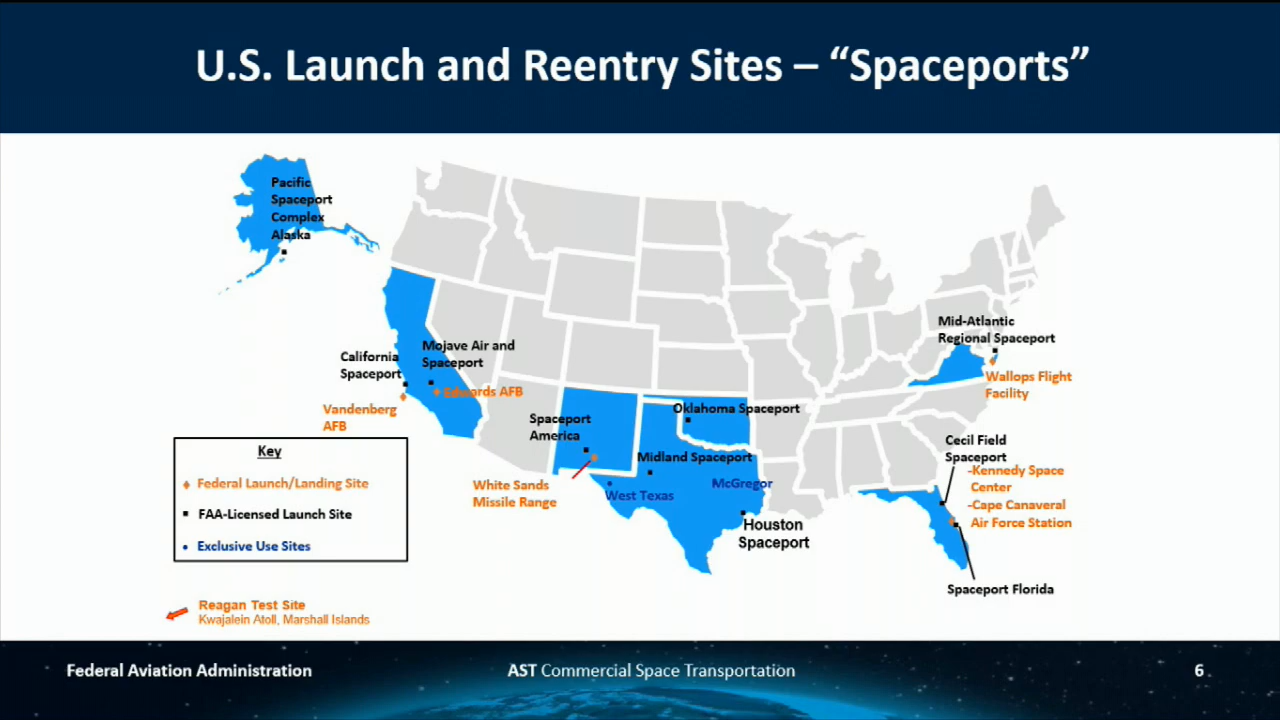 U.S. Launch and Reentry Sites – “Spaceports”
Pacific
Spaceport
Complex
Alaska
Mid-Atlantic
Regional Spaceport
Wallops Flight
Facility
Mojave Air and
Spaceport
California
Spaceport
Edwards AFB
Vandenberg
AFB
Spaceport
America
Oklahoma Spaceport
Midland Spaceport
White Sands
Missile Range
West Texas
McGregor
Houston
Spaceport
Cecil Field
Spaceport
-Kennedy Space
Center
-Cape Canaveral
Air Force Station
Spaceport Florida
Key
Federal Launch/Landing Site
FAA-Licensed Launch Site
Exclusive Use Sites
Reagan Test Site
Kwajalein Atoll, Marshall Islands
Federal Aviation Administration
AST Commercial Space Transportation
6